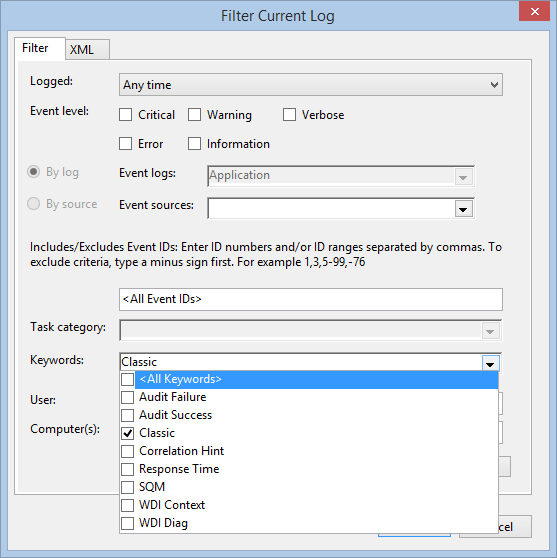 Filter Current Log
Filter XML
Logged: Any time
Event level: Critical Warning Verbose
Error Information
By log Event logs: Application
By source Event sources:
Includes/Excludes Event IDs: Enter ID numbers and/or ID ranges separated by commas. To
exclude criteria, type a minus sign first. For example 1,3,5-99,-76
<All Event IDs>
Task category:
Keywords: Classic
<All Keywords>
User: Audit Failure
Audit Success
Computer(s): Classic
Correlation Hint
Response Time
SQM
WDI Context
WDI Diag